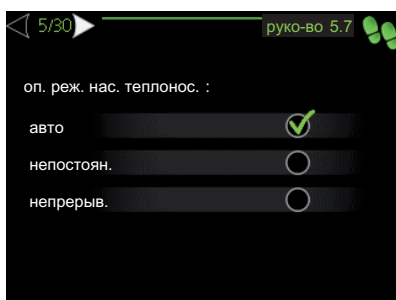 5/30
руко-во 5.7
оп. реж. нас. теплонос. :
авто
непостоян.
непрерыв.